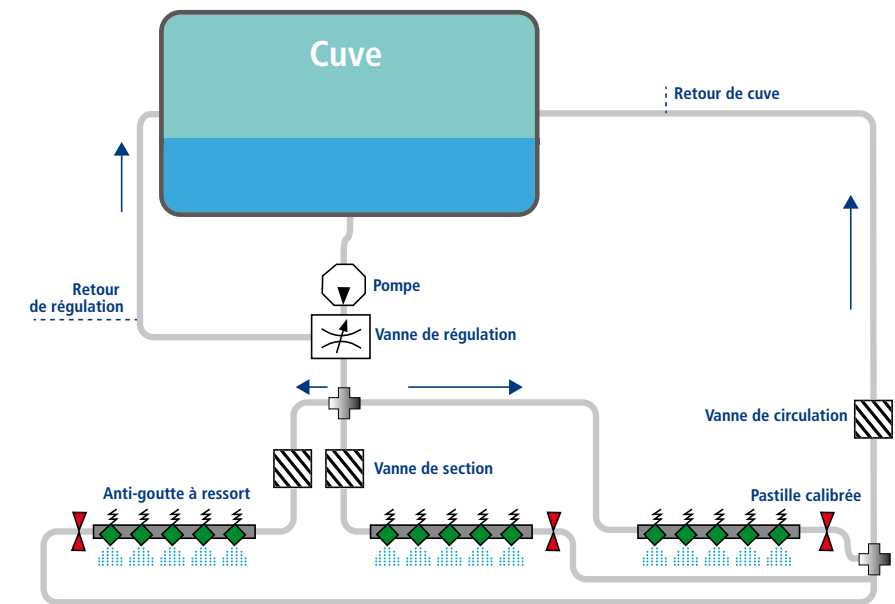 Cuve
Retour de cuve
Pompe
Retour
de régulation
Vanne de régulation
Vanne de circulation
Vanne de section
Anti-goutte à ressort
Pastille calibrée